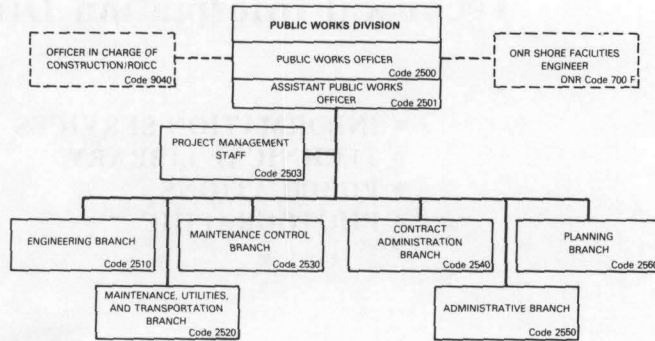 PUBLIC WORKS DIVISION
OFFICER IN CHARGE OF
CONSTRUCTION/ROICC
Code 9040
PUBLIC WORKS OFFICER
Code 2500
ONR SHORE FACILITIES
ENGINEER
ONR Code 700 F
ASSISTANT PUBLIC WORKS
OFFICER
Code 2501
PROJECT MANAGEMENT
STAFF
Code 2503
ENGINEERING BRANCH
Code 2510
MAINTENANCE CONTROL
BRANCH
Code 2530
CONTRACT
ADMINISTRATION
BRANCH
Code 2540
PLANNING
BRANCH
Code 2560
MAINTENANCE, UTILITIES,
AND TRANSPORTATION
BRANCH
Code 2520
ADMINISTRATIVE BRANCH
Code 2550